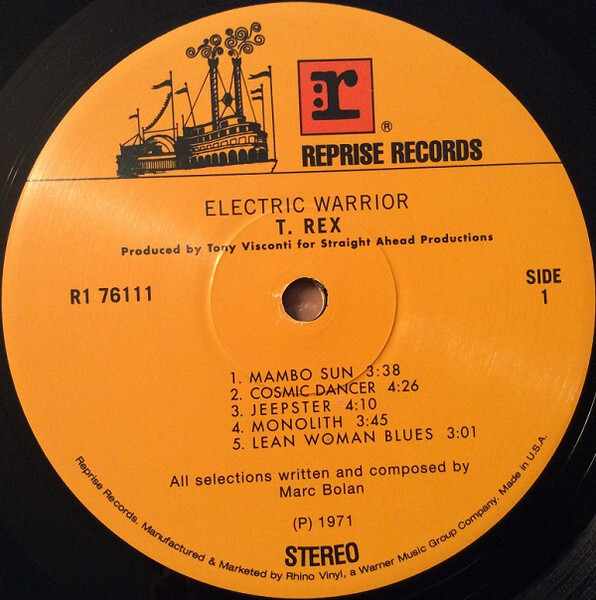 r
®
REPRISE RECORDS
ELECTRIC WARRIOR
T. REX
Produced by Tony Visconti for Straight Ahead Productions
R1 76111
SIDE
1
1. MAMBO SUN 3:38
2. COSMIC DANCER 4:26
3. JEEPSTER 4:10
4. MONOLITH 3:45
5. LEAN WOMAN BLUES 3:01
All selections written and composed by
Marc Bolan
(P) 1971
STEREO
Reprise Records. Manufactured & Marketed by Rhino Vinyl, a Warner Music Group Company. Made in U.S.A.